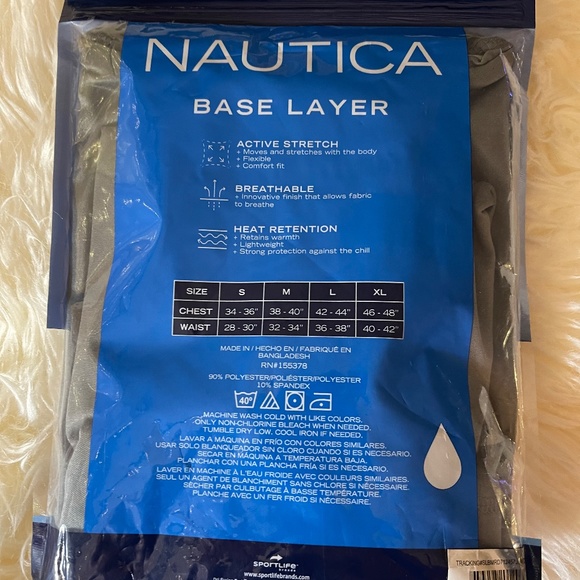 NAUTICA
BASE LAYER
ACTIVE STRETCH
+ Moves and stretches with the body
+ Flexible
+ Comfort fit
BREATHABLE
+ Innovative finish that allows fabric
to breathe
HEAT RETENTION
+ Retains warmth
+ Lightweight
+ Strong protection against the chill
SIZE S M L XL
CHEST 34 - 36" 38 - 40" 42 - 44" 46 - 48"
WAIST 28 - 30" 32 - 34" 36 - 38" 40 - 42"
MADE IN / HECHO EN / FABRIQUÉ EN
BANGLADESH
RN#155378
90% POLYESTER/POLIÉSTER/POLYESTER
10% SPANDEX
40°
MACHINE WASH COLD WITH LIKE COLORS.
ONLY NON-CHLORINE BLEACH WHEN NEEDED.
TUMBLE DRY LOW. COOL IRON IF NEEDED.
LAVAR A MÁQUINA EN FRÍO CON COLORES SIMILARES.
USAR SOLO BLANQUEADOR SIN CLORO CUANDO SI ES NECESARIO.
SECAR EN MÁQUINA A TEMPERATURA BAJA.
PLANCHAR CON UNA PLANCHA FRÍA SI ES NECESARIO.
LAVER EN MACHINE À L'EAU FROIDE AVEC COULEURS SIMILAIRES.
SEUL UN AGENT DE BLANCHIMENT SANS CHLORE SI NÉCESSAIRE.
SÉCHER PAR CULBUTAGE À BASSE TEMPÉRATURE.
PLANCHE AVEC UN FER FROID SI NÉCESSAIRE.
SPORTLIFE
BRANDS
www.sportlifebrands.com